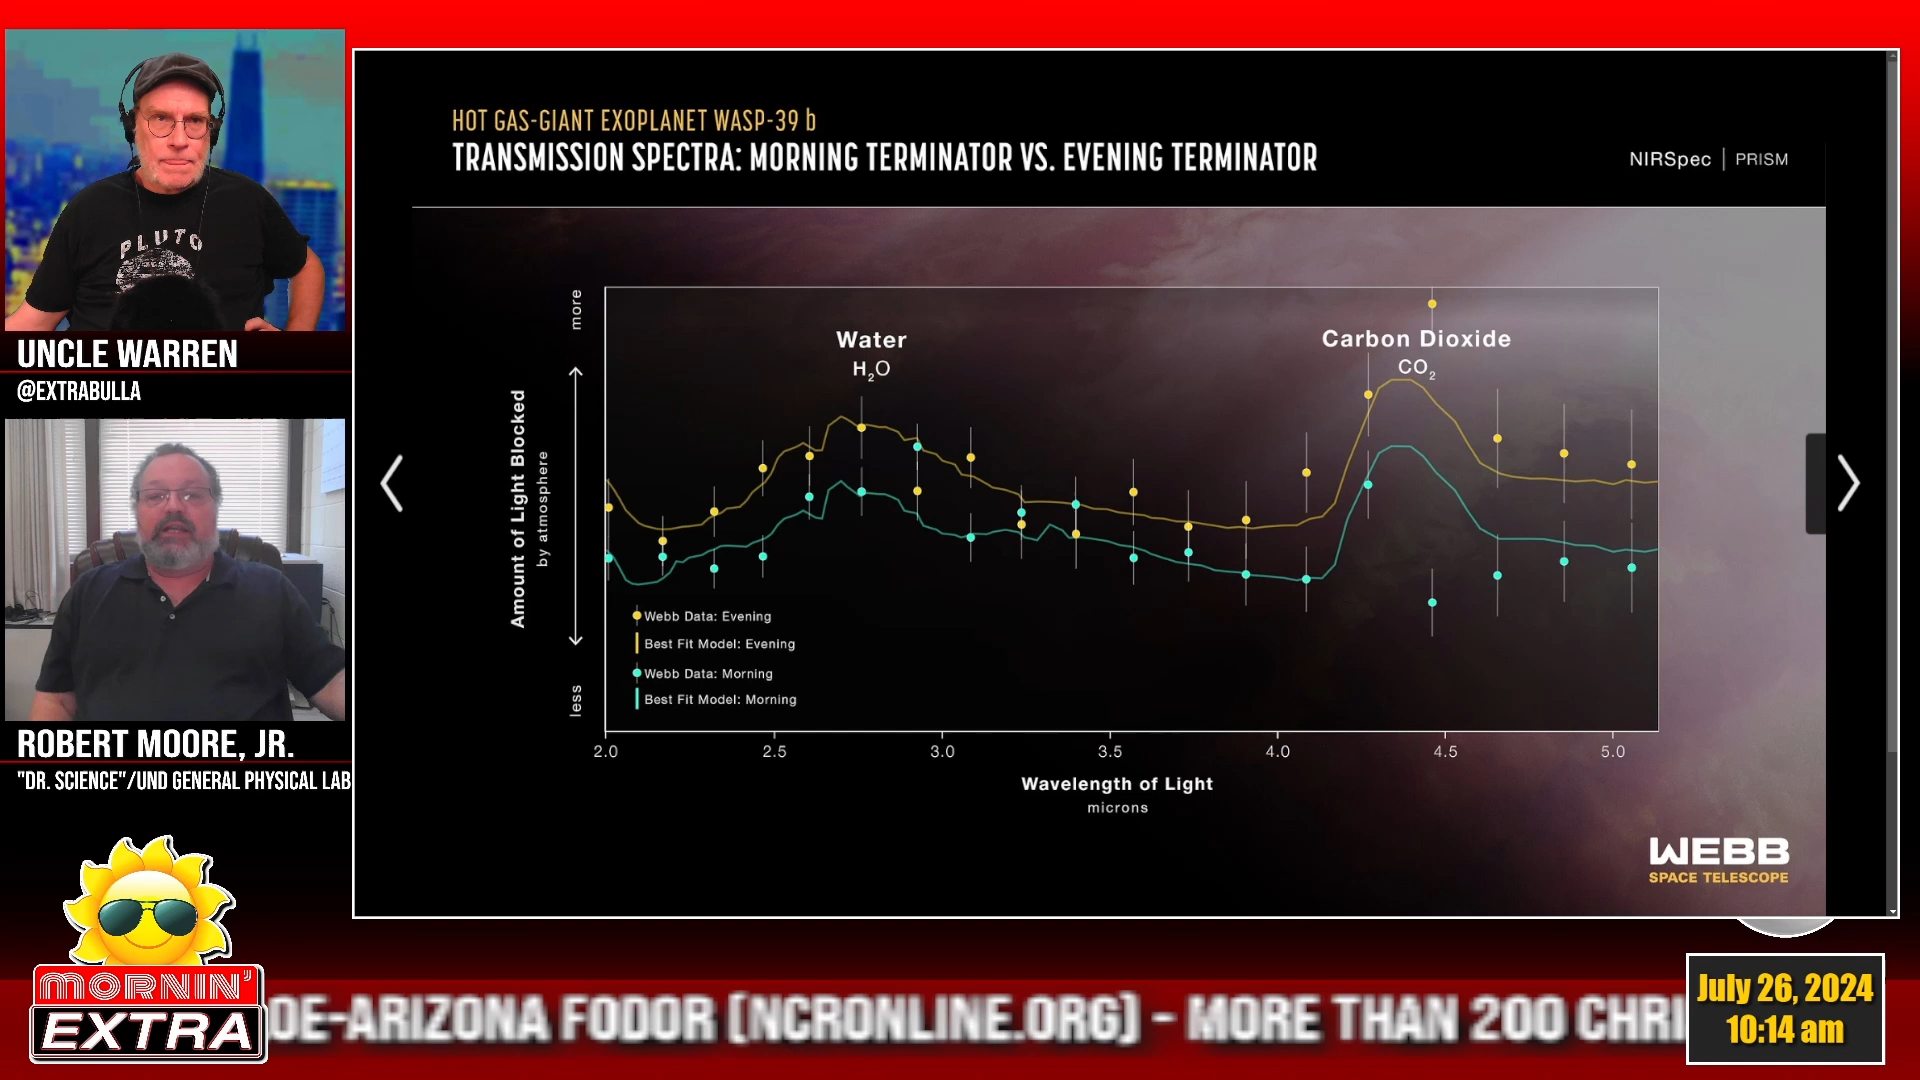 PLUTO
UNCLE WARREN
@EXTRABULLA
ROBERT MOORE, JR.
"DR. SCIENCE"/UND GENERAL PHYSICAL LAB
HOT GAS-GIANT EXOPLANET WASP-39 b
TRANSMISSION SPECTRA: MORNING TERMINATOR VS. EVENING TERMINATOR
NIRSpec | PRISM
more
Amount of Light Blocked
by atmosphere
less
Water
H₂O
Carbon Dioxide
CO₂
Webb Data: Evening
Best Fit Model: Evening
Webb Data: Morning
Best Fit Model: Morning
2.0 2.5 3.0 3.5 4.0 4.5 5.0
Wavelength of Light
microns
WEBB
SPACE TELESCOPE
MORNIN'
EXTRA
OE-ARIZONA FODOR (NCRONLINE.ORG) - MORE THAN 200 CHRI
July 26, 2024
10:14 am